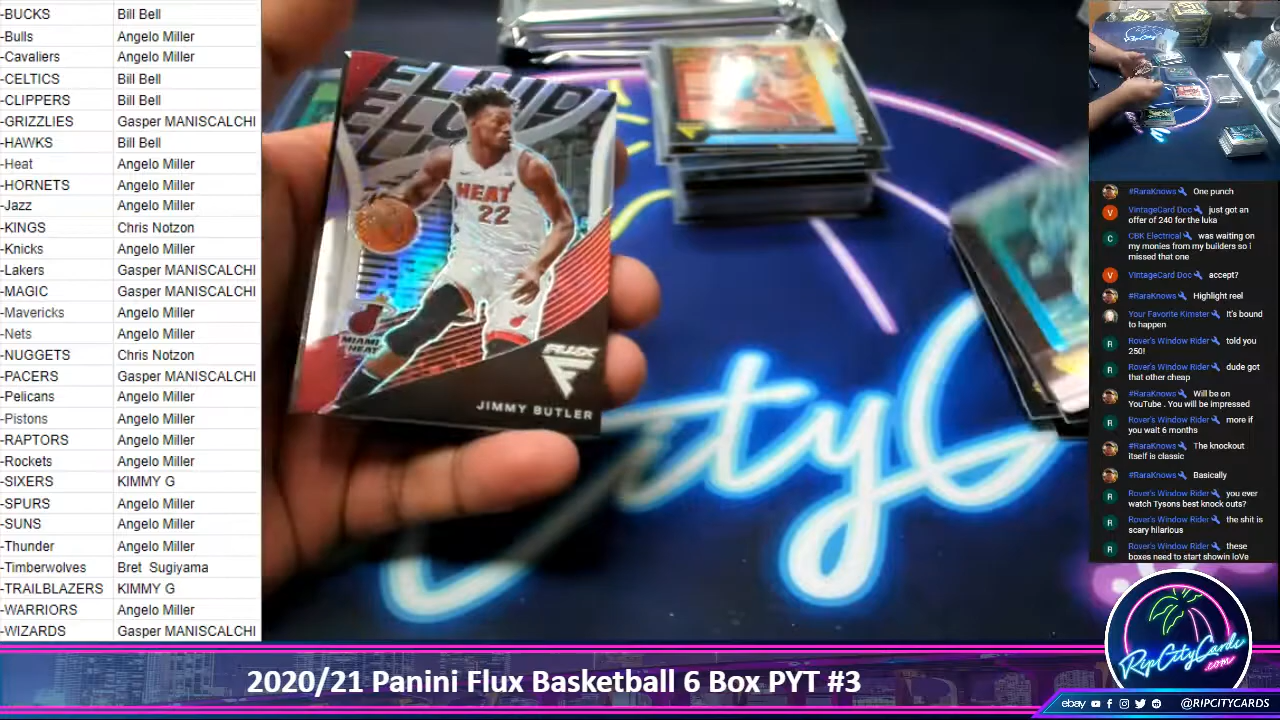 -BUCKS Bill Bell
-Bulls Angelo Miller
-Cavaliers Angelo Miller
-CELTICS Bill Bell
-CLIPPERS Bill Bell
-GRIZZLIES Gasper MANISCALCHI
-HAWKS Bill Bell
-Heat Angelo Miller
-HORNETS Angelo Miller
-Jazz Angelo Miller
-KINGS Chris Notzon
-Knicks Angelo Miller
-Lakers Gasper MANISCALCHI
-MAGIC Gasper MANISCALCHI
-Mavericks Angelo Miller
-Nets Angelo Miller
-NUGGETS Chris Notzon
-PACERS Gasper MANISCALCHI
-Pelicans Angelo Miller
-Pistons Angelo Miller
-RAPTORS Angelo Miller
-Rockets Angelo Miller
-SIXERS KIMMY G
-SPURS Angelo Miller
-SUNS Angelo Miller
-Thunder Angelo Miller
-Timberwolves Bret Sugiyama
-TRAILBLAZERS KIMMY G
-WARRIORS Angelo Miller
-WIZARDS Gasper MANISCALCHI
HEAT
22
MIAMI
HEAT
FLUX
JIMMY BUTLER
#RaraKnows One punch
VintageCard Doc just got an
offer of 240 for the luka
CBK Electrical was waiting on
my monies from my builders so i
missed that one
VintageCard Doc accept?
#RaraKnows Highlight reel
Your Favorite Kimster It's bound
to happen
Rover's Window Rider told you
250!
Rover's Window Rider dude got
that other cheap
#RaraKnows Will be on
YouTube . You will be impressed
Rover's Window Rider more if
you wait 6 months
#RaraKnows The knockout
itself is classic
#RaraKnows Basically
Rover's Window Rider you ever
watch Tysons best knock outs?
Rover's Window Rider the shit is
scary hilarious
Rover's Window Rider these
boxes need to start showin loVe
RipCityCards
.com
2020/21 Panini Flux Basketball 6 Box PYT #3
ebay @RIPCITYCARDS